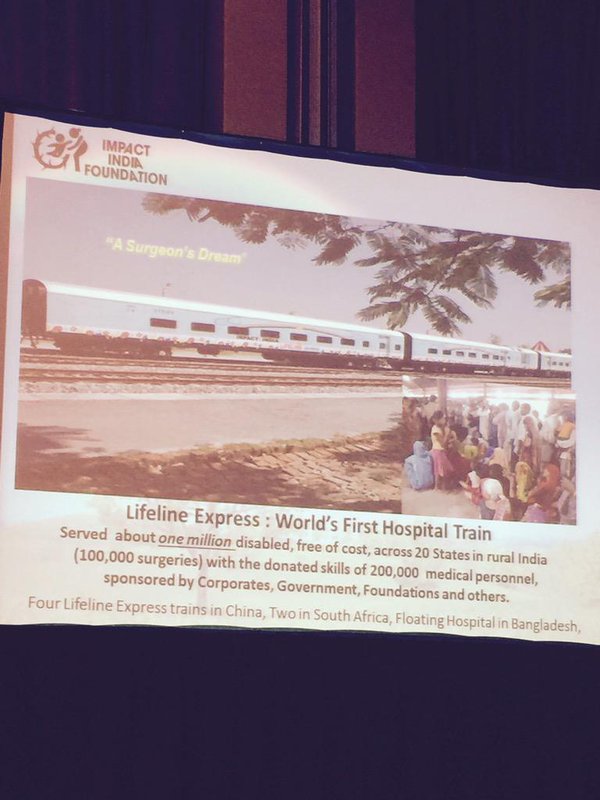 IMPACT
INDIA
FOUNDATION
"A Surgeon's Dream"
IMPACT INDIA
Lifeline Express : World's First Hospital Train
Served about one million disabled, free of cost, across 20 States in rural India
(100,000 surgeries) with the donated skills of 200,000 medical personnel,
sponsored by Corporates, Government, Foundations and others.
Four Lifeline Express trains in China, Two in South Africa, Floating Hospital in Bangladesh,